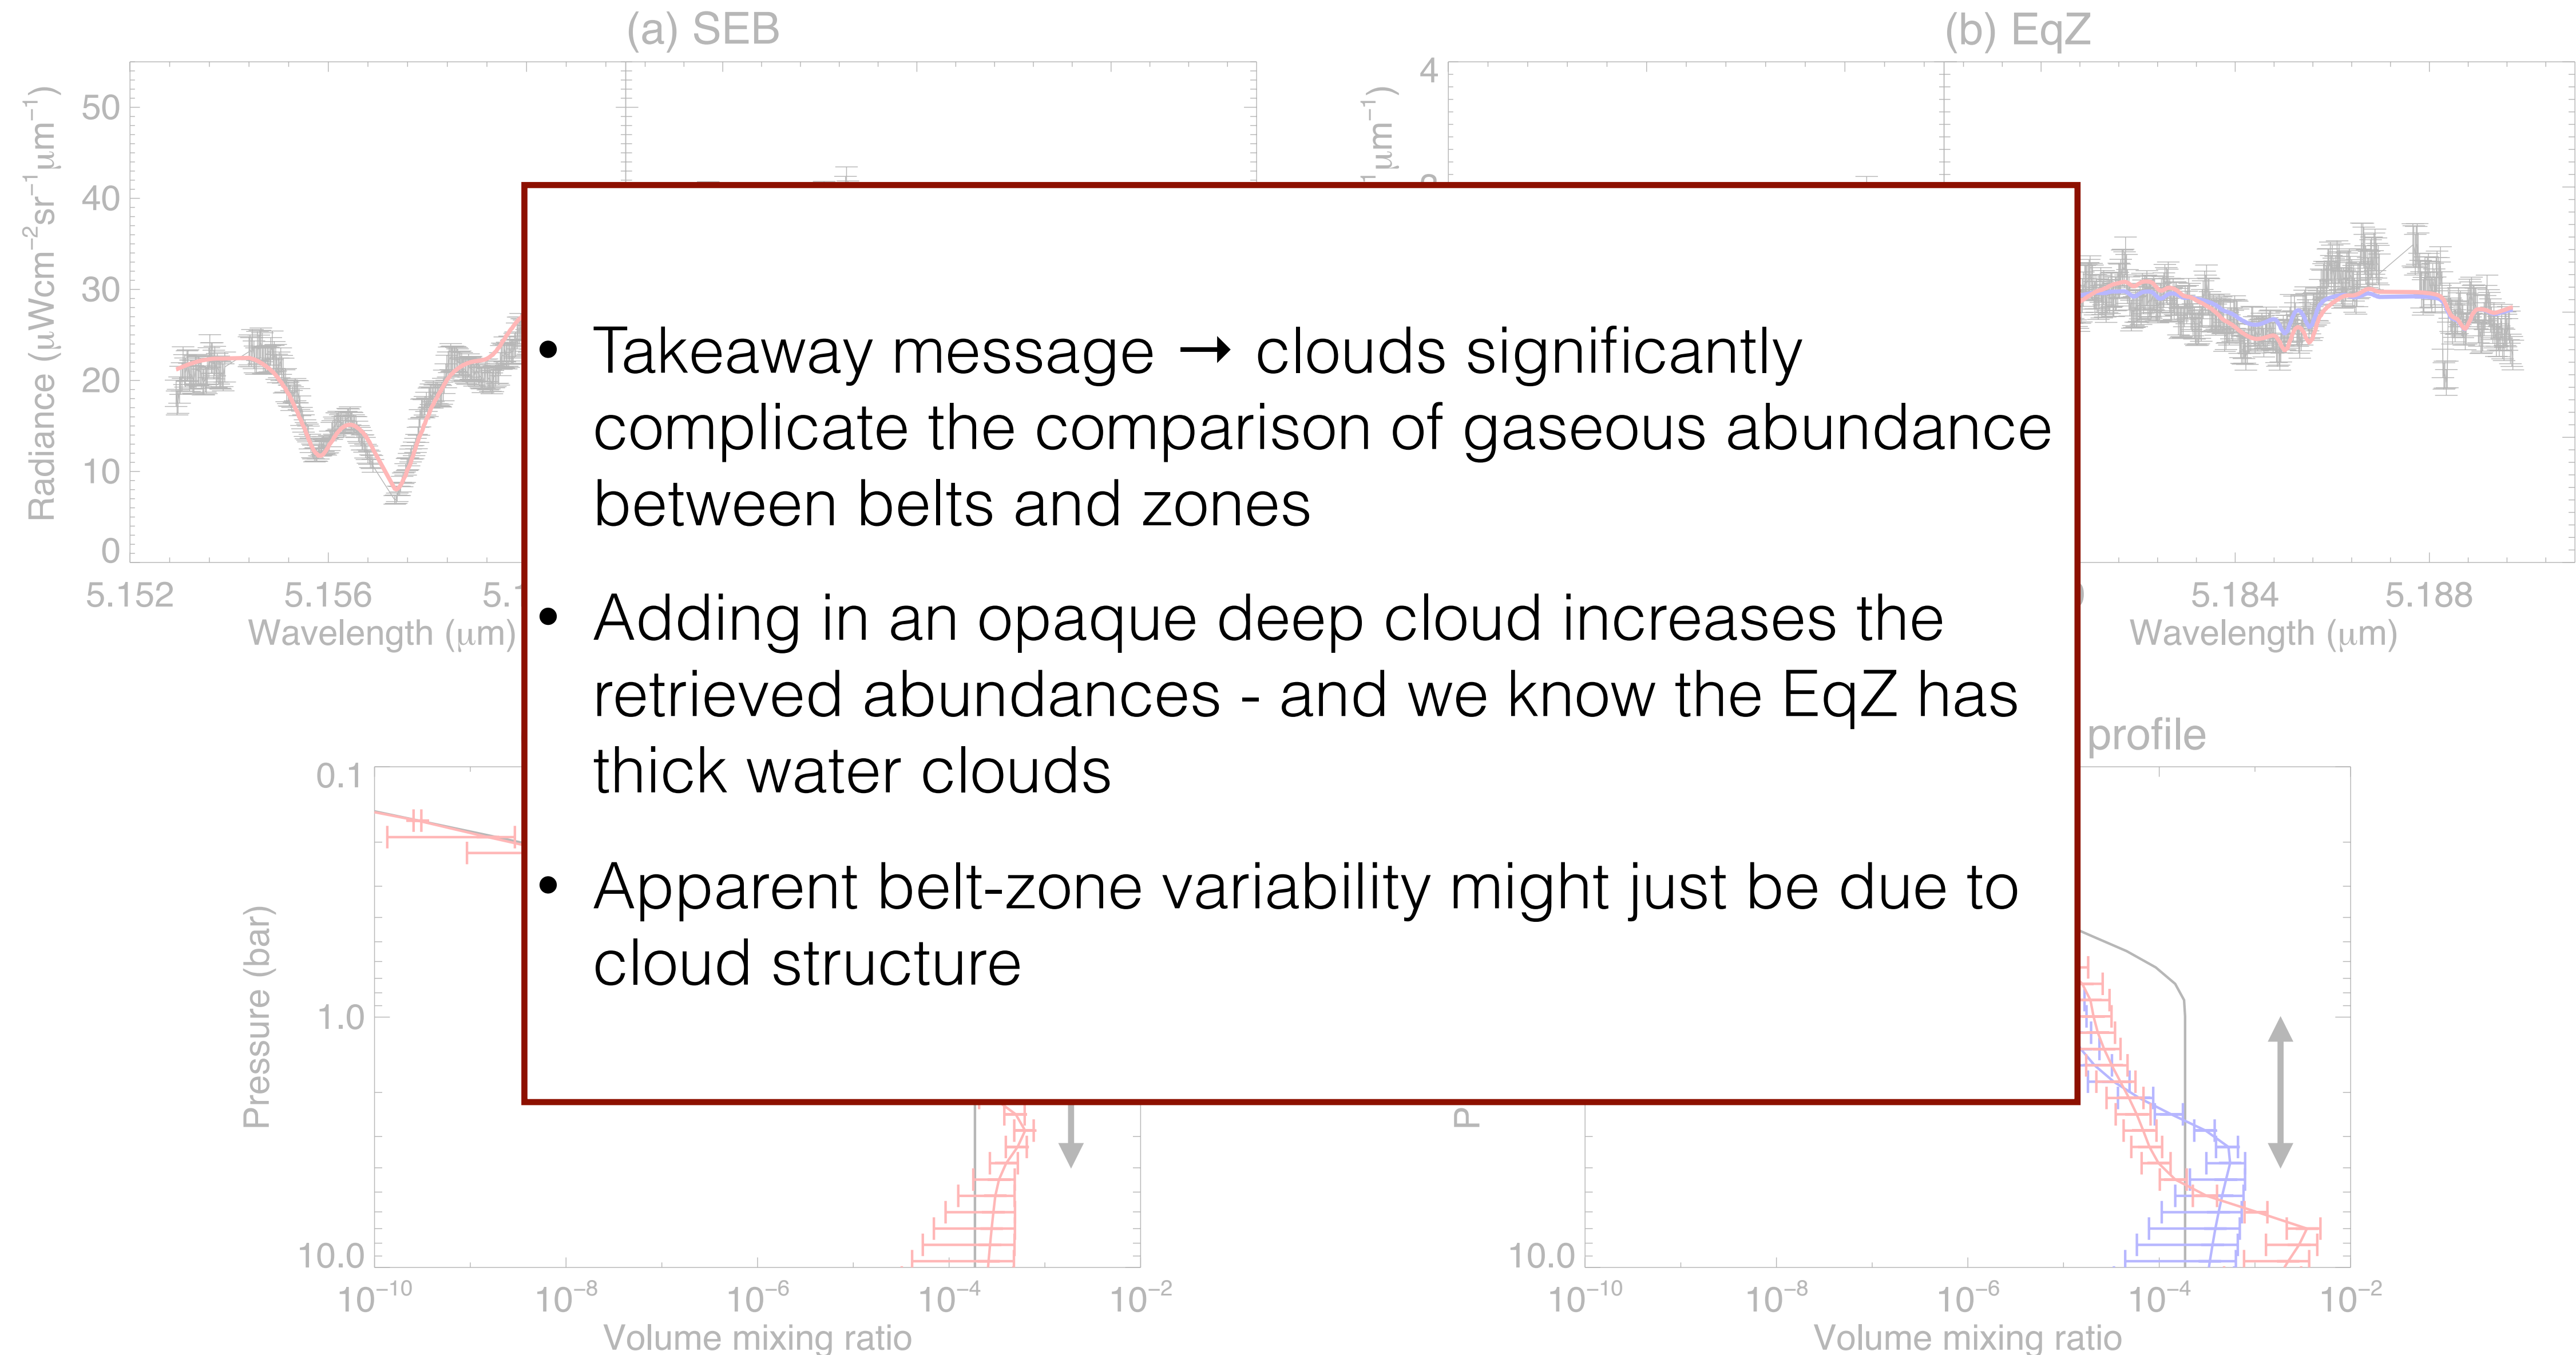 (a) SEB
(b) EqZ
Radiance (μWcm⁻²sr⁻¹μm⁻¹)
50
40
30
20
10
0
5.152
5.156
Wavelength (μm)
4
μm⁻¹)
5.184
5.188
Wavelength (μm)
• Takeaway message → clouds significantly
complicate the comparison of gaseous abundance
between belts and zones
• Adding in an opaque deep cloud increases the
retrieved abundances - and we know the EqZ has
thick water clouds
• Apparent belt-zone variability might just be due to
cloud structure
Pressure (bar)
0.1
1.0
10.0
10⁻¹⁰ 10⁻⁸ 10⁻⁶ 10⁻⁴ 10⁻²
Volume mixing ratio
profile
P
10.0
10⁻¹⁰ 10⁻⁸ 10⁻⁶ 10⁻⁴ 10⁻²
Volume mixing ratio